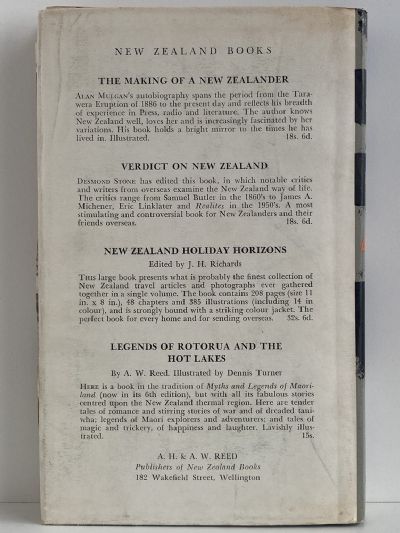 NEW ZEALAND BOOKS
THE MAKING OF A NEW ZEALANDER
ALAN MULGAN'S autobiography spans the period from the Tara-
wera Eruption of 1886 to the present day and reflects his breadth
of experience in Press, radio and literature. The author knows
New Zealand well, loves her and is increasingly fascinated by her
variations. His book holds a bright mirror to the times he has
lived in. Illustrated. 18s. 6d.
VERDICT ON NEW ZEALAND
DESMOND STONE has edited this book, in which notable critics
and writers from overseas examine the New Zealand way of life.
The critics range from Samuel Butler in the 1860's to James A.
Michener, Eric Linklater and Realites in the 1950's. A most
stimulating and controversial book for New Zealanders and their
friends overseas. 18s. 6d.
NEW ZEALAND HOLIDAY HORIZONS
Edited by J. H. Richards
THIS large book presents what is probably the finest collection of
New Zealand travel articles and photographs ever gathered
together in a single volume. The book contains 208 pages (size 11
in. x 8 in.), 48 chapters and 385 illustrations (including 14 in
colour), and is strongly bound with a striking colour jacket. The
perfect book for every home and for sending overseas. 32s. 6d.
LEGENDS OF ROTORUA AND THE
HOT LAKES
By A. W. Reed. Illustrated by Dennis Turner
HERE is a book in the tradition of Myths and Legends of Maori-
land (now in its 6th edition), but with all its fabulous stories
centred upon the New Zealand thermal region. Here are tender
tales of romance and stirring stories of war and of dreaded tani-
wha; legends of Maori explorers and adventurers; and tales of
magic and trickery, of happiness and laughter. Lavishly illus-
trated. 15s.
A. H. & A. W. REED
Publishers of New Zealand Books
182 Wakefield Street, Wellington